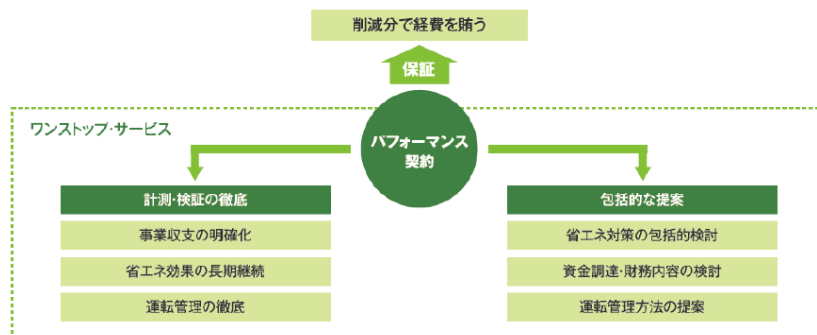 削減分で経費を賄う
保証
ワンストップ・サービス
パフォーマンス
契約
計測・検証の徹底
事業収支の明確化
省エネ効果の長期継続
運転管理の徹底
包括的な提案
省エネ対策の包括的検討
資金調達・財務内容の検討
運転管理方法の提案